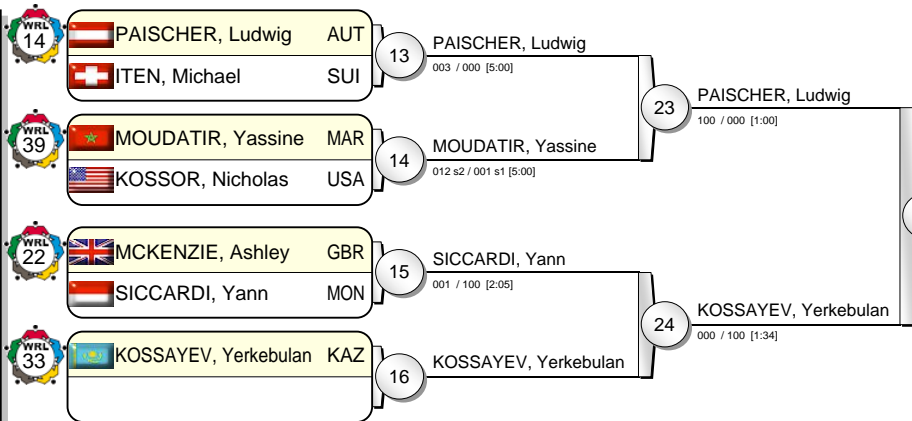 WRL
14
PAISCHER, Ludwig AUT
ITEN, Michael SUI
13
PAISCHER, Ludwig
003 / 000 [5:00]
WRL
39
MOUDATIR, Yassine MAR
KOSSOR, Nicholas USA
14
MOUDATIR, Yassine
012 s2 / 001 s1 [5:00]
23
PAISCHER, Ludwig
100 / 000 [1:00]
WRL
22
MCKENZIE, Ashley GBR
SICCARDI, Yann MON
15
SICCARDI, Yann
001 / 100 [2:05]
WRL
33
KOSSAYEV, Yerkebulan KAZ
16
KOSSAYEV, Yerkebulan
24
KOSSAYEV, Yerkebulan
000 / 100 [1:34]